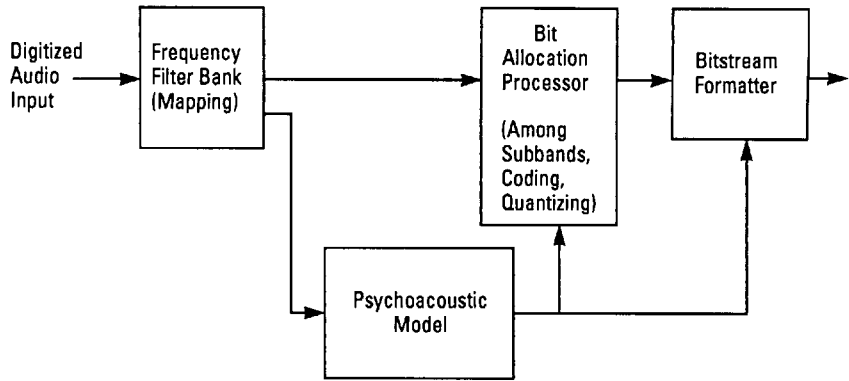 Digitized
Audio
Input
Frequency
Filter Bank
(Mapping)
Bit
Allocation
Processor
(Among
Subbands,
Coding,
Quantizing)
Bitstream
Formatter
Psychoacoustic
Model